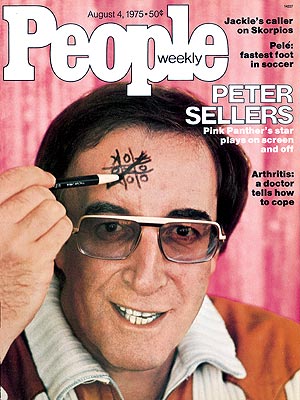 August 4, 1975 • 50¢
People
weekly
Jackie's caller
on Skorpios
Pelé:
fastest foot
in soccer
PETER
SELLERS
Pink Panther's star
plays on screen
and off
Arthritis:
a doctor
tells how
to cope